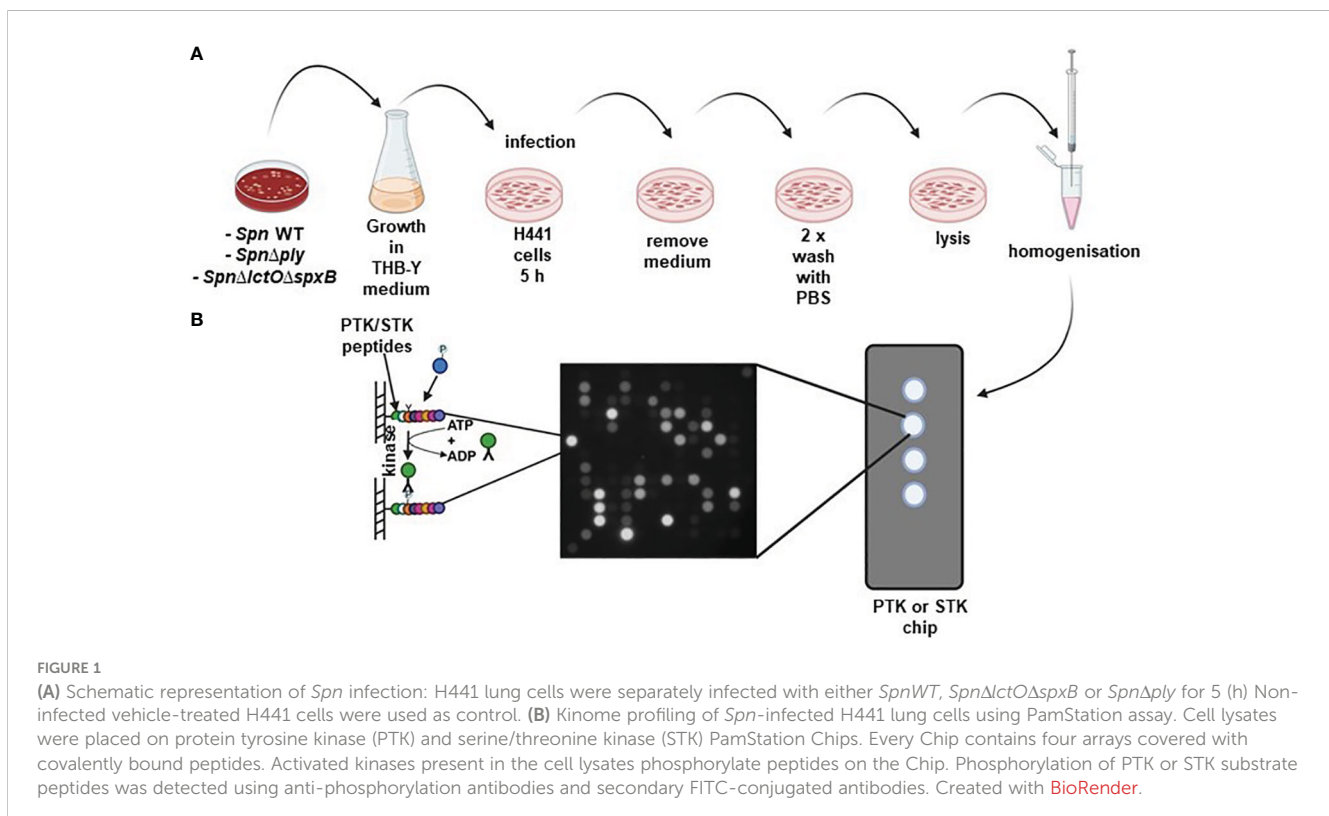 A
infection
- Spn WT
- SpnΔply
- SpnΔlctOΔspxB
Growth
in
THB-Y
medium
H441
cells
5 h
remove
medium
2 x
wash
with
PBS
lysis
homogenisation
B
PTK/STK
peptides
P
Y
kinase
ATP
+
ADP
P
PTK or STK
chip
FIGURE 1
(A) Schematic representation of Spn infection: H441 lung cells were separately infected with either SpnWT, SpnΔlctOΔspxB or SpnΔply for 5 (h) Non-
infected vehicle-treated H441 cells were used as control. (B) Kinome profiling of Spn-infected H441 lung cells using PamStation assay. Cell lysates
were placed on protein tyrosine kinase (PTK) and serine/threonine kinase (STK) PamStation Chips. Every Chip contains four arrays covered with
covalently bound peptides. Activated kinases present in the cell lysates phosphorylate peptides on the Chip. Phosphorylation of PTK or STK substrate
peptides was detected using anti-phosphorylation antibodies and secondary FITC-conjugated antibodies. Created with BioRender.